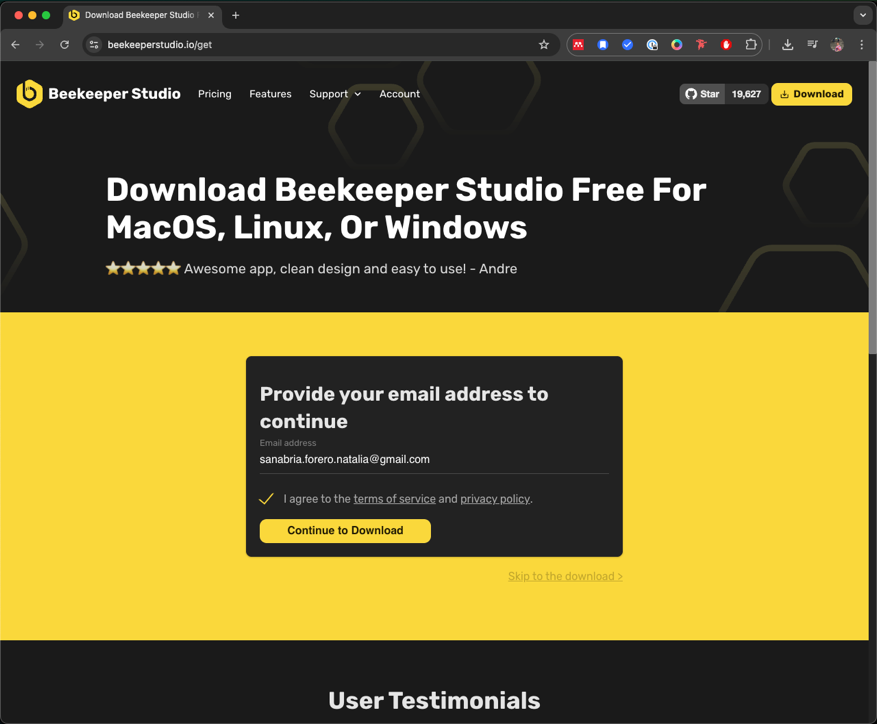 Download Beekeeper Studio
beekeeperstudio.io/get
Beekeeper Studio
Pricing
Features
Support
Account
Star
19,627
Download
Download Beekeeper Studio Free For
MacOS, Linux, Or Windows
Awesome app, clean design and easy to use! - Andre
Provide your email address to
continue
Email address
sanabria.forero.natalia@gmail.com
I agree to the terms of service and privacy policy.
Continue to Download
Skip to the download >
User Testimonials